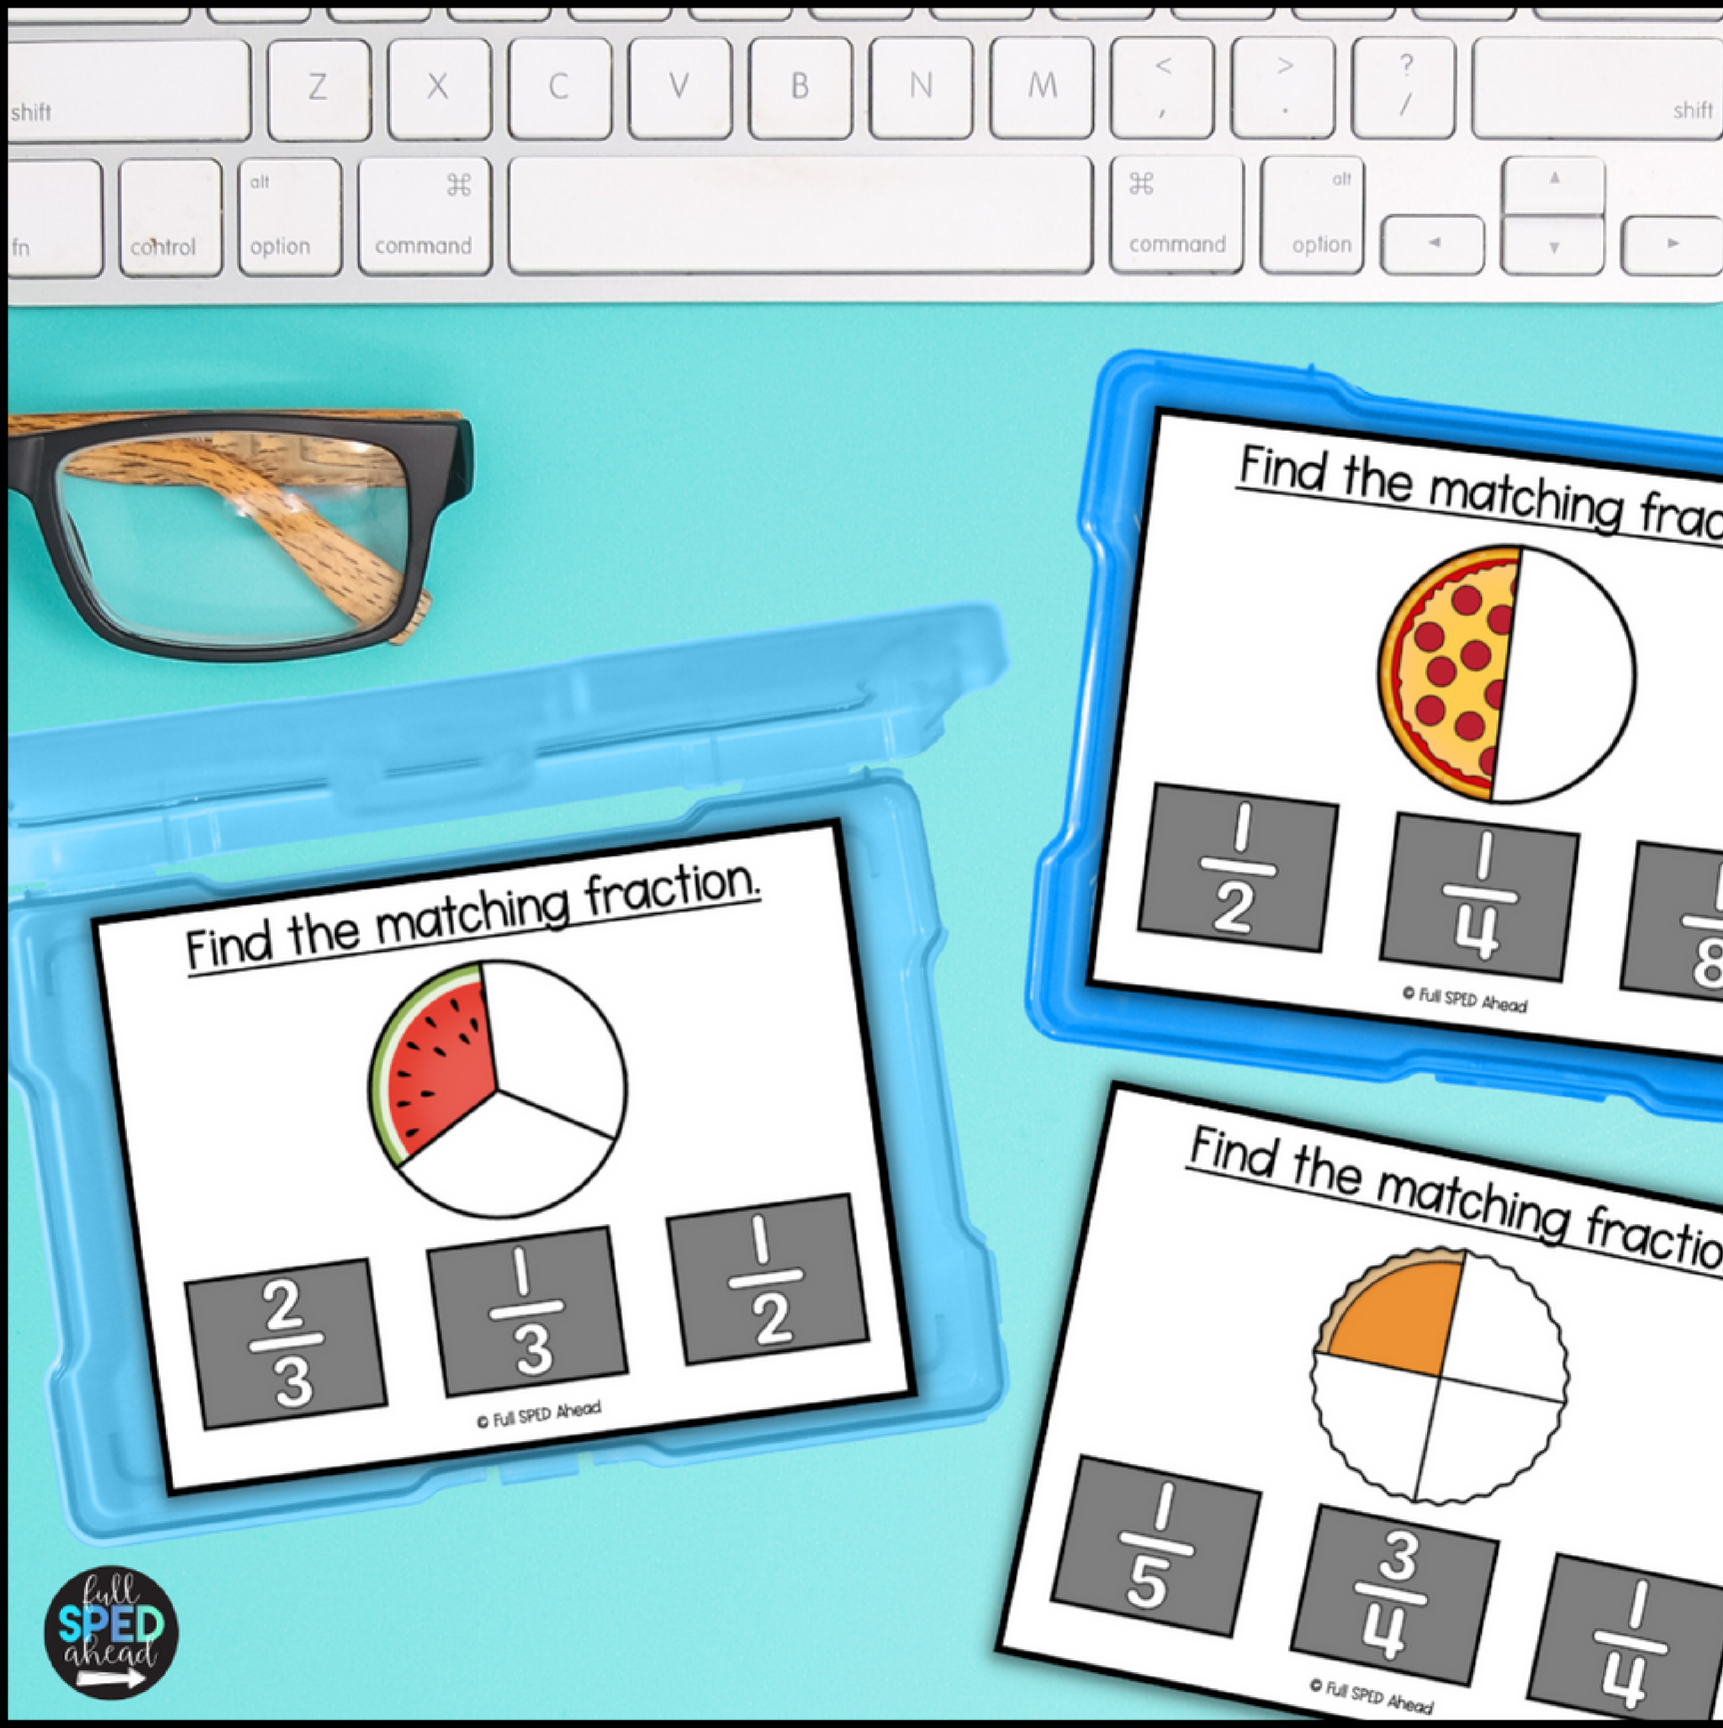 Z X C V B N M < , > . ? /
shift
shift
fn control alt option ⌘ command
⌘ command alt option ◄ ▲ ▼ ►
Find the matching frac
1/2
1/4
© Full SPED Ahead
Find the matching fraction.
2/3
1/3
1/2
© Full SPED Ahead
Find the matching fractio
1/5
3/4
1/4
© Full SPED Ahead
full
SPED
ahead